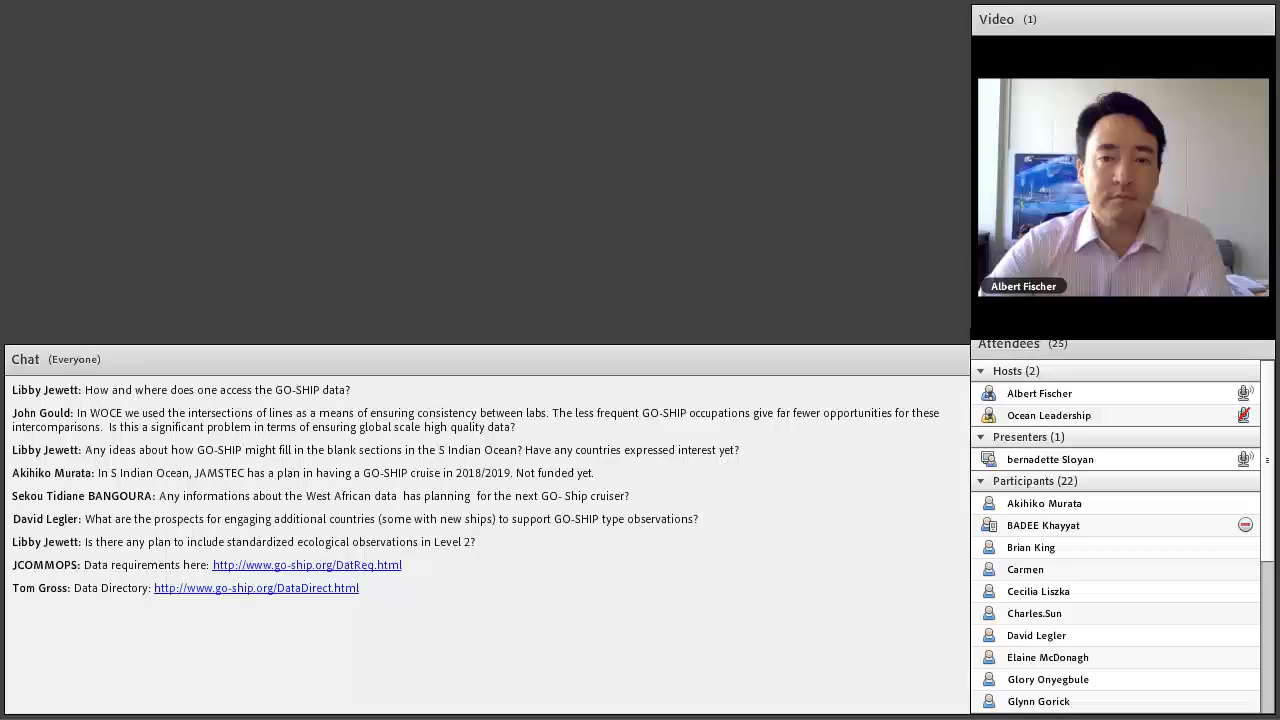 Video (1)
Albert Fischer
Chat (Everyone)
Libby Jewett: How and where does one access the GO-SHIP data?
John Gould: In WOCE we used the intersections of lines as a means of ensuring consistency between labs. The less frequent GO-SHIP occupations give far fewer opportunities for these
intercomparisons. Is this a significant problem in terms of ensuring global scale high quality data?
Libby Jewett: Any ideas about how GO-SHIP might fill in the blank sections in the S Indian Ocean? Have any countries expressed interest yet?
Akihiko Murata: In S Indian Ocean, JAMSTEC has a plan in having a GO-SHIP cruise in 2018/2019. Not funded yet.
Sekou Tidiane BANGOURA: Any informations about the West African data has planning for the next GO- Ship cruiser?
David Legler: What are the prospects for engaging additional countries (some with new ships) to support GO-SHIP type observations?
Libby Jewett: Is there any plan to include standardized ecological observations in Level 2?
JCOMMOPS: Data requirements here: http://www.go-ship.org/DatReq.html
Tom Gross: Data Directory: http://www.go-ship.org/DataDirect.html
Attendees (25)
Hosts (2)
Albert Fischer
Ocean Leadership
Presenters (1)
bernadette Sloyan
Participants (22)
Akihiko Murata
BADEE Khayyat
Brian King
Carmen
Cecilia Liszka
Charles.Sun
David Legler
Elaine McDonagh
Glory Onyegbule
Glynn Gorick